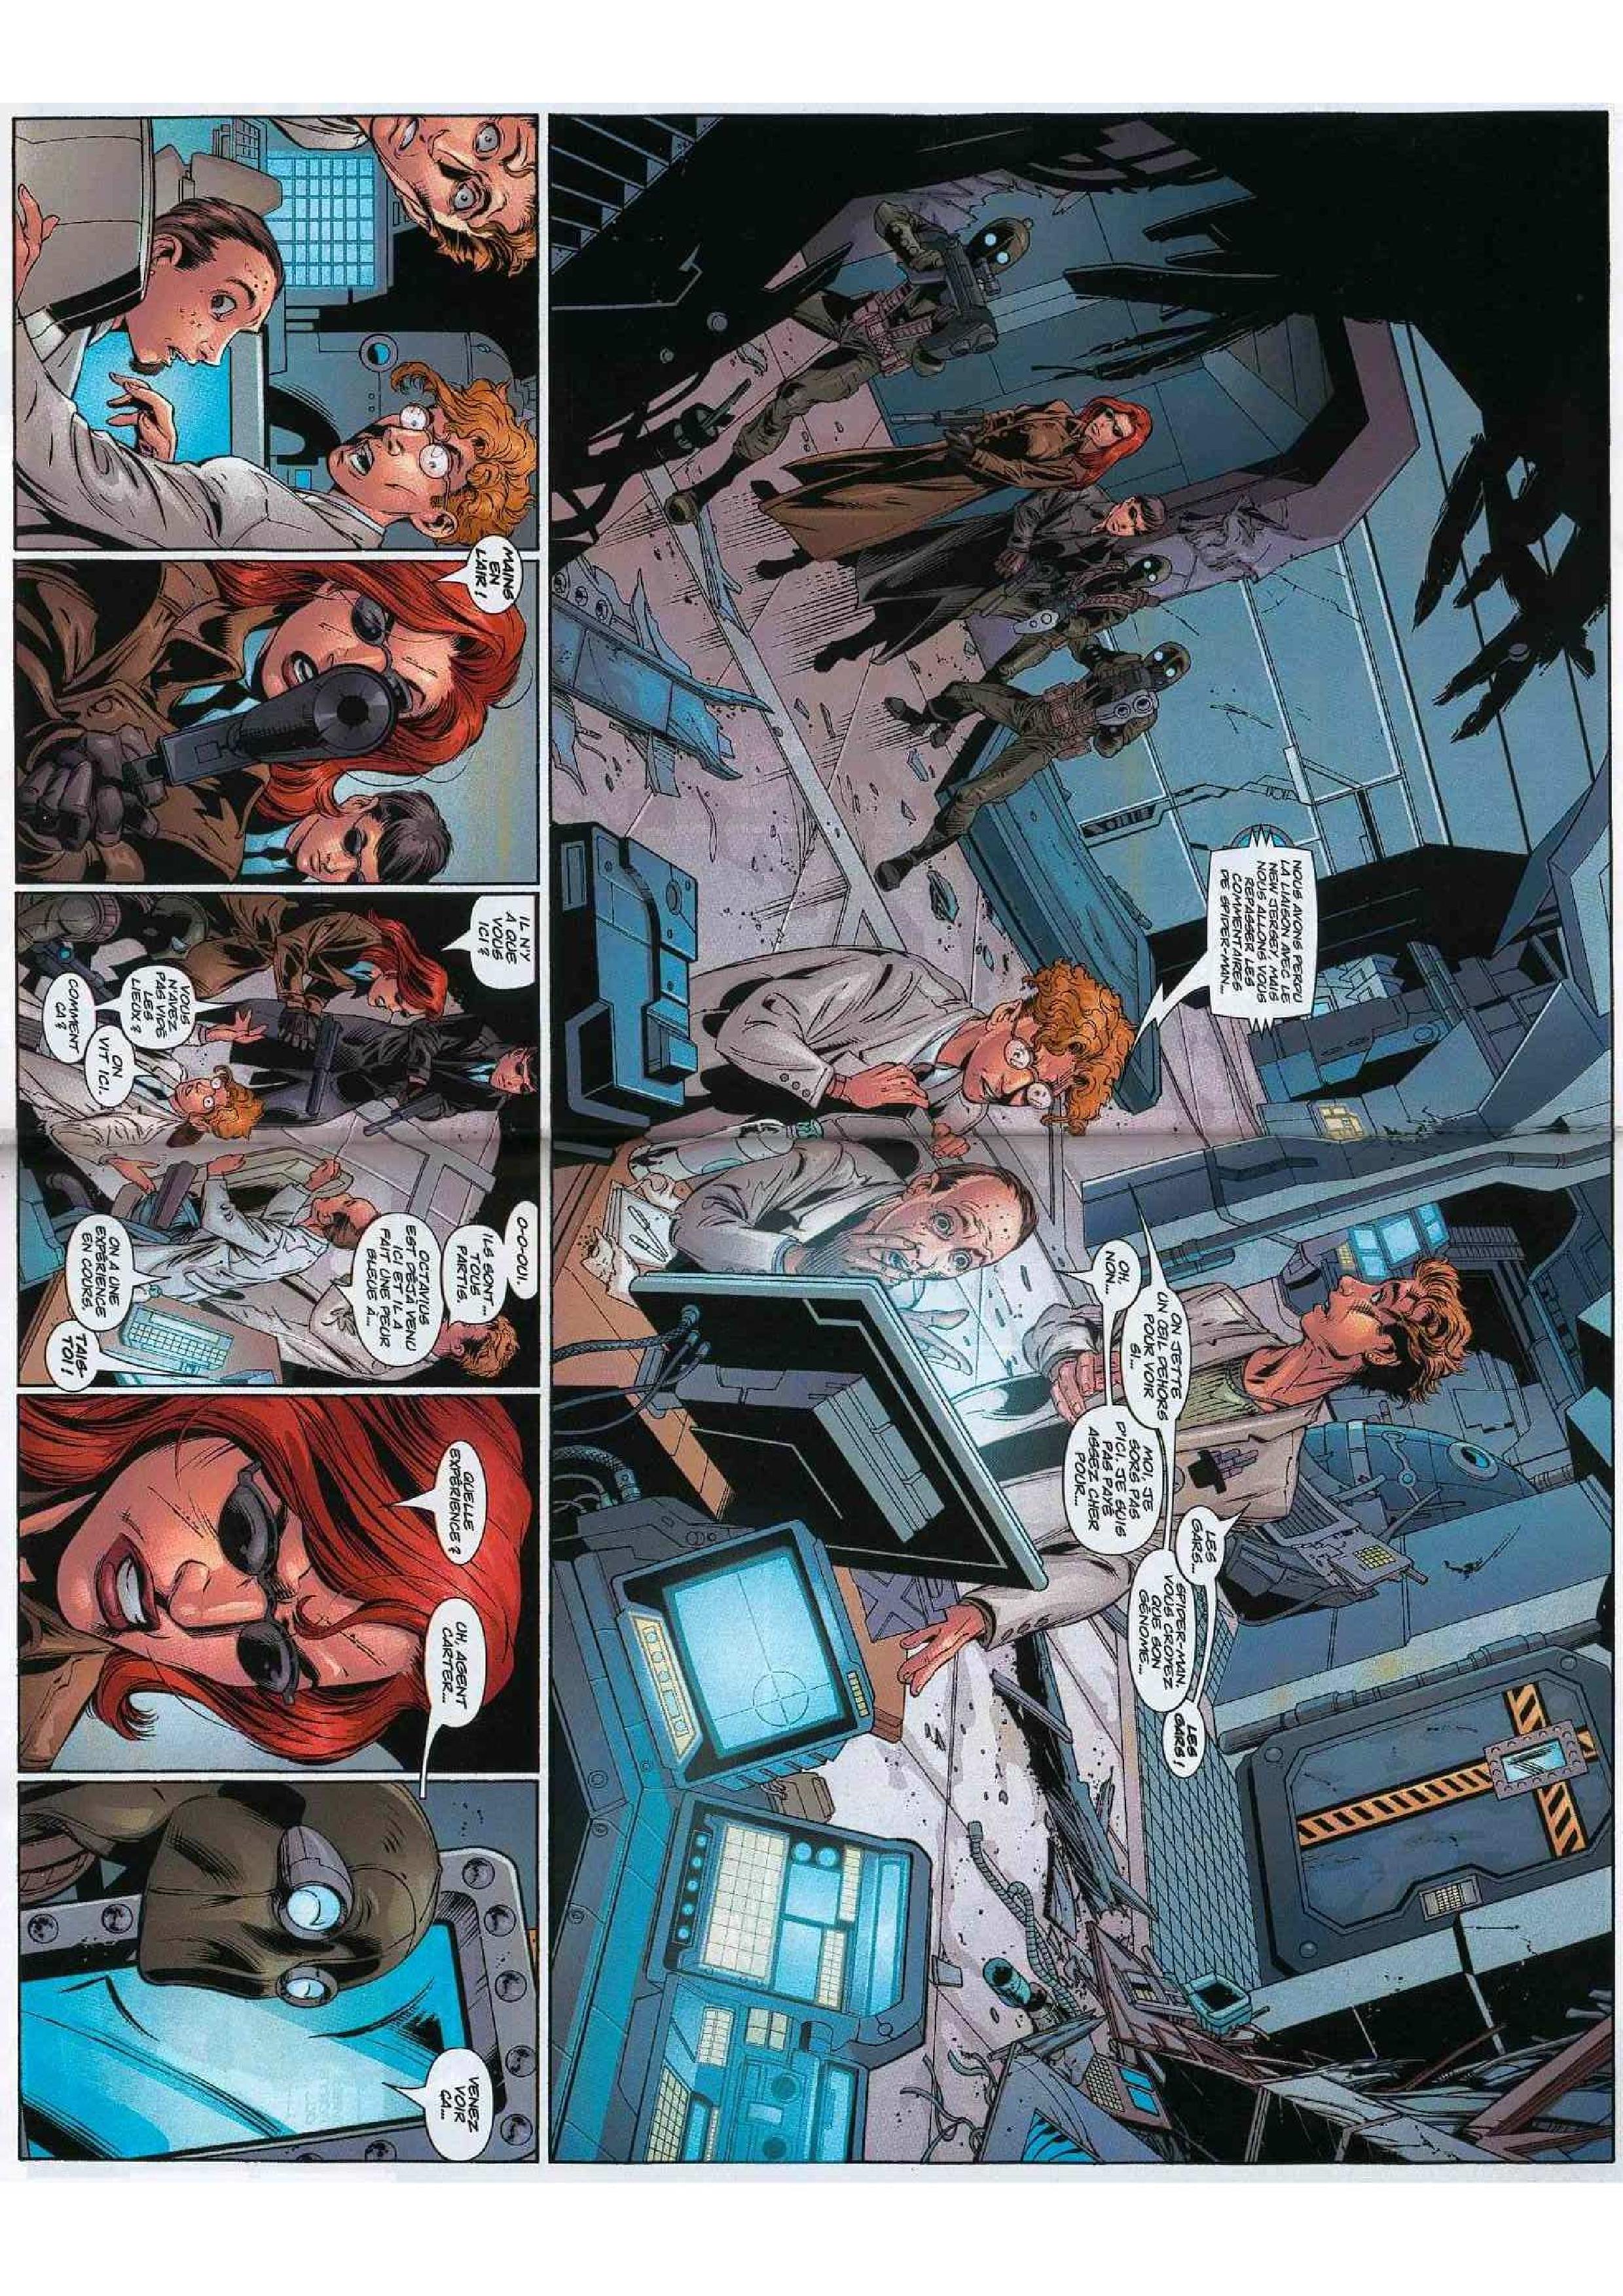 NOUS AVONS PERDU
LA LIAISON AVEC LE
NEW JERSEY, MAIS
NOUS ALLONS VOUS
REPASSER LES
COMMENTAIRES
DE SPIDER-MAN...
ON JETTE
UN ŒIL DEHORS
POUR VOIR
SI...
OH,
NON...
MOI, JE
SORS PAS
D'ICI. JE SUIS
PAS PAYÉ
ASSEZ CHER
POUR...
LES
GARS...
SPIDER-MAN.
VOUS CROYEZ
QUE SON
GÉNOME...
LES
GARS !
MAINS
EN
L'AIR !
IL N'Y
A QUE
VOUS
ICI ?
VOUS
N'AVEZ
PAS VIDÉ
LES
LIEUX ?
COMMENT
ÇA ?
ON
VIT ICI.
O-O-OUI.
ILS SONT...
TOUS
PARTIS.
OCTAVIUS
EST DÉJÀ VENU
ICI ET IL A
FAIT UNE PEUR
BLEUE À...
ON A UNE
EXPÉRIENCE
EN COURS.
TAIS-
TOI !
QUELLE
EXPÉRIENCE ?
UH, AGENT
CARTER...
VENEZ
VOIR
ÇA...